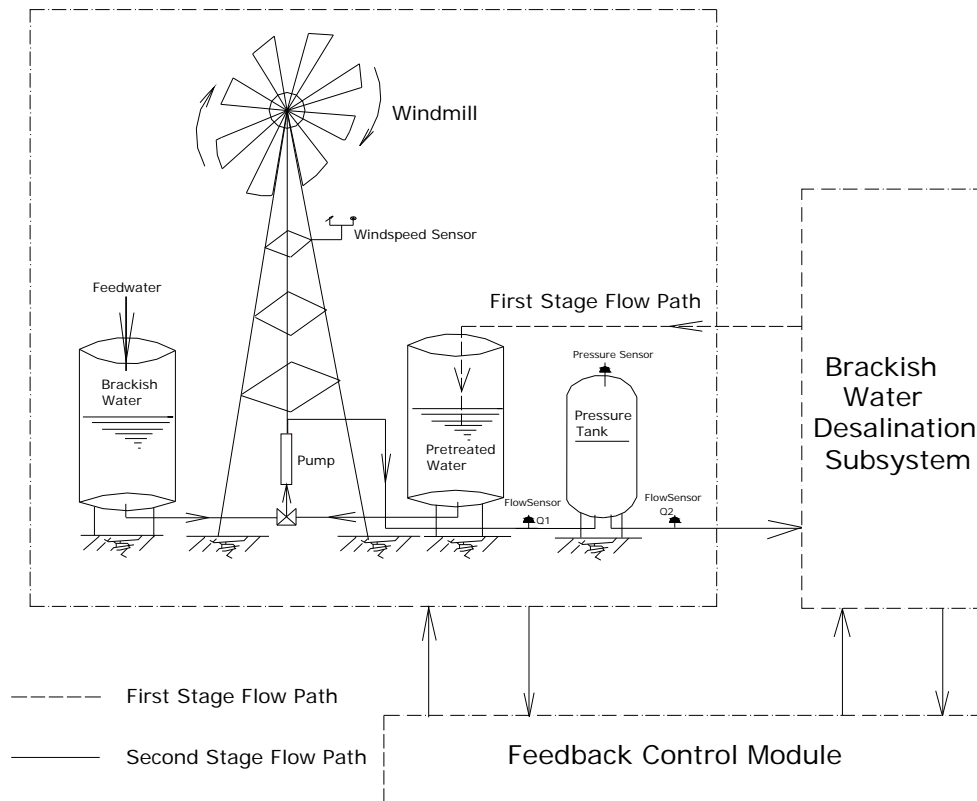 Windmill
Windspeed Sensor
Feedwater
First Stage Flow Path
Pressure Sensor
Brackish
Water
Pressure
Tank
Brackish
Water
Desalination
Subsystem
Pump
Pretreated
Water
FlowSensor
Q1
FlowSensor
Q2
First Stage Flow Path
Second Stage Flow Path
Feedback Control Module